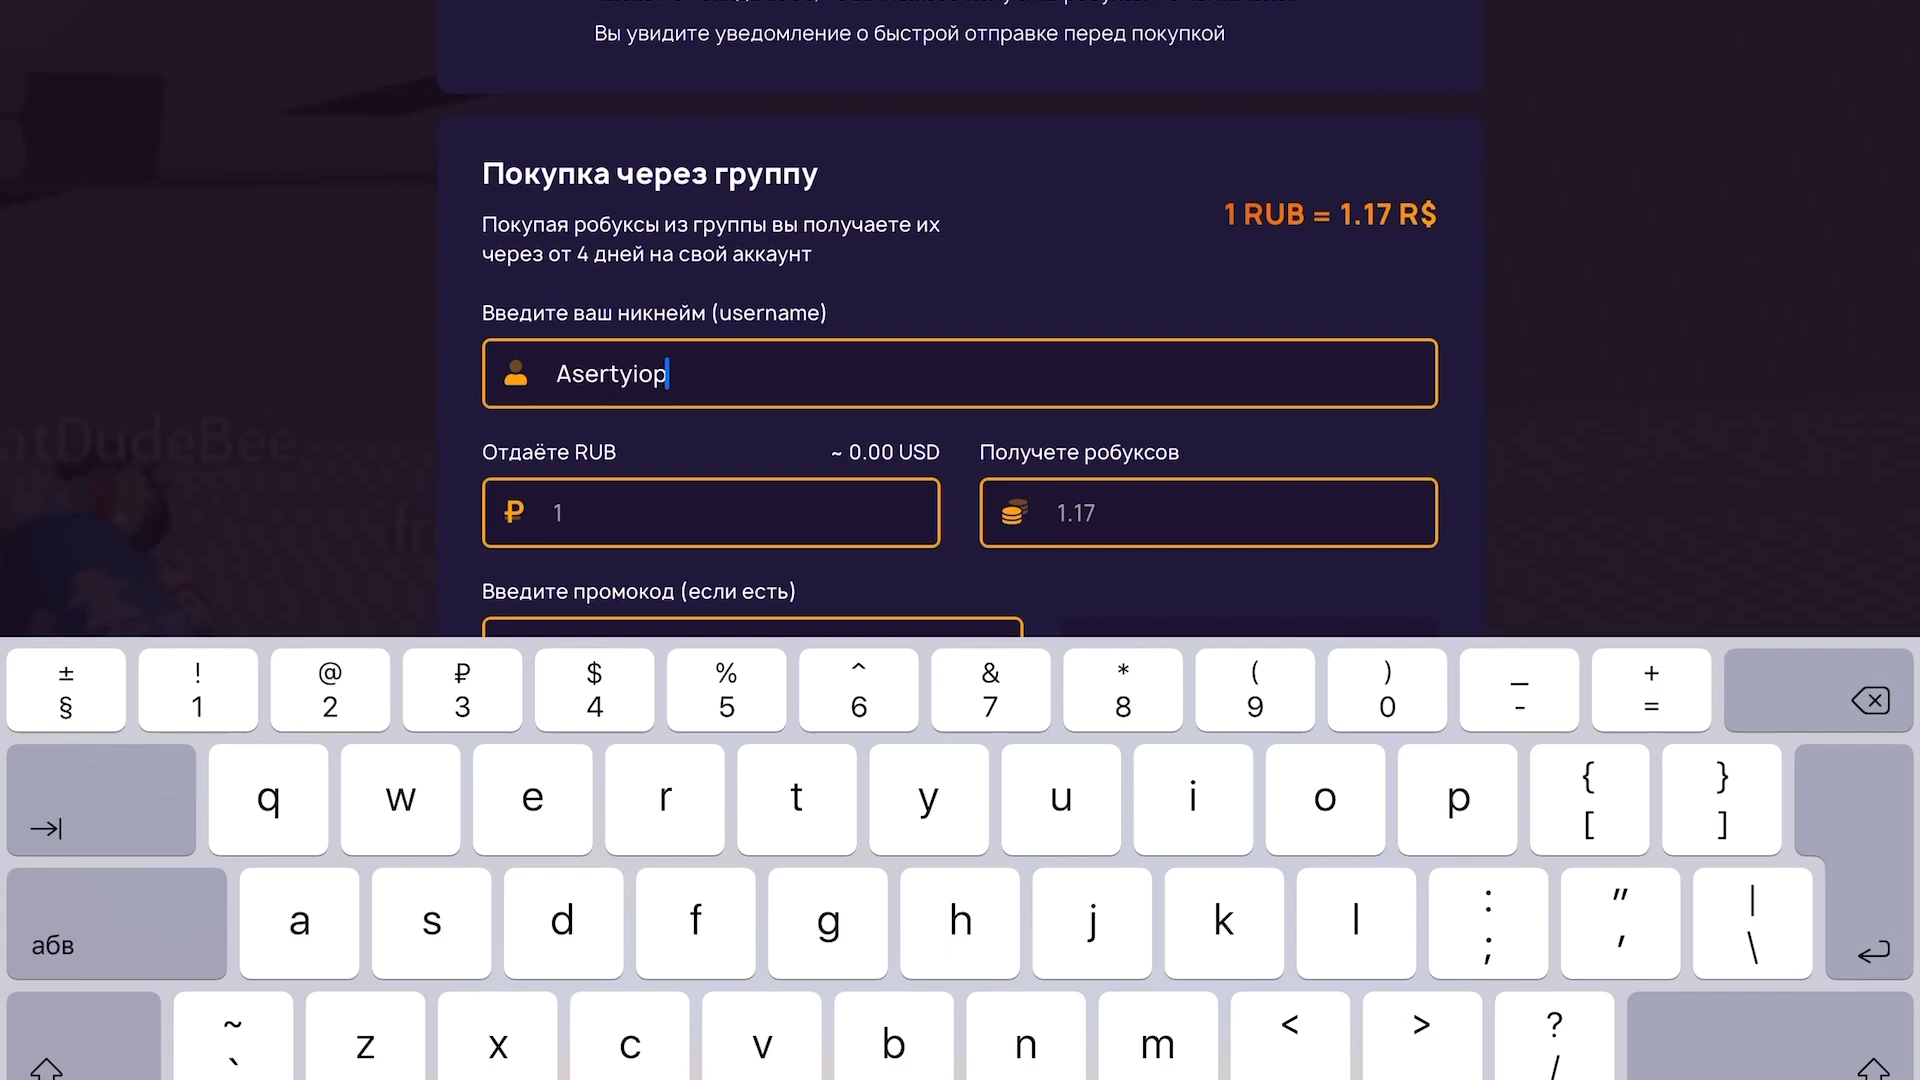 Вы увидите уведомление о быстрой отправке перед покупкой
Покупка через группу
Покупая робуксы из группы вы получаете их
через от 4 дней на свой аккаунт
1 RUB = 1.17 R$
Введите ваш никнейм (username)
Asertyiop
Отдаёте RUB
~ 0.00 USD
Получете робуксов
₽ 1
1.17
Введите промокод (если есть)
atDudeBee
± ! @ ₽ $ % ^ & * ( ) _ +
§ 1 2 3 4 5 6 7 8 9 0 - =
q w e r t y u i o p { }
[ ]
абв a s d f g h j k l : " |
; ' \
~ z x c v b n m < > ?
` /